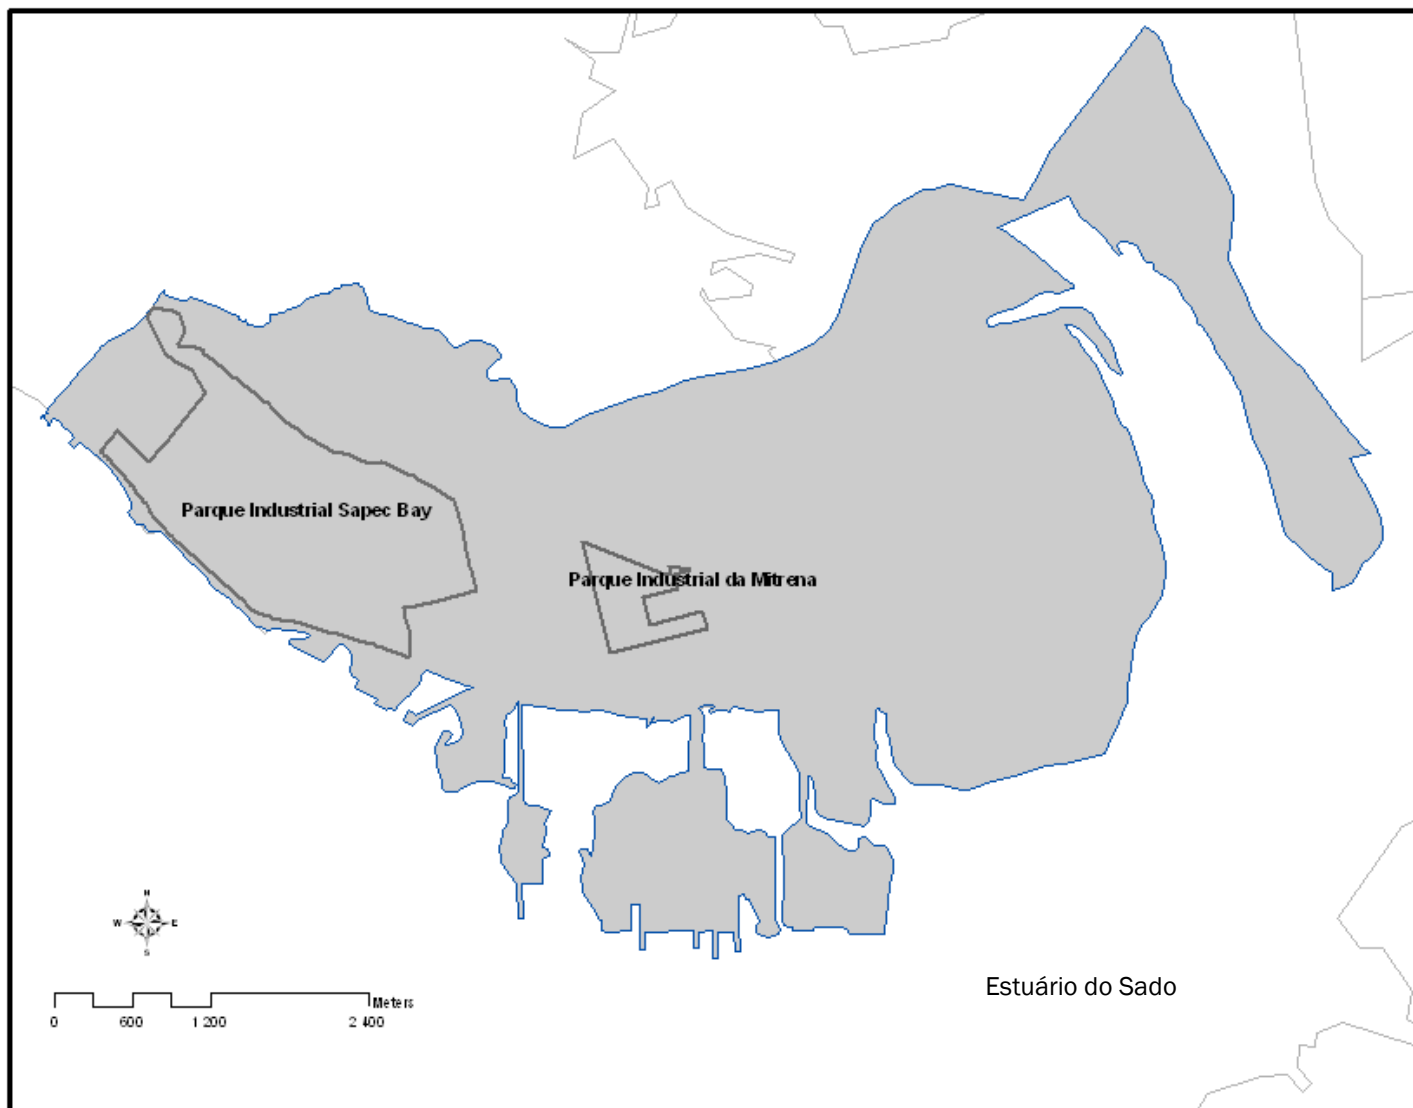 Parque Industrial Sapec Bay
Parque Industrial da Mitrena
N
W E
S
Estuário do Sado
Meters
0 600 1 200 2 400